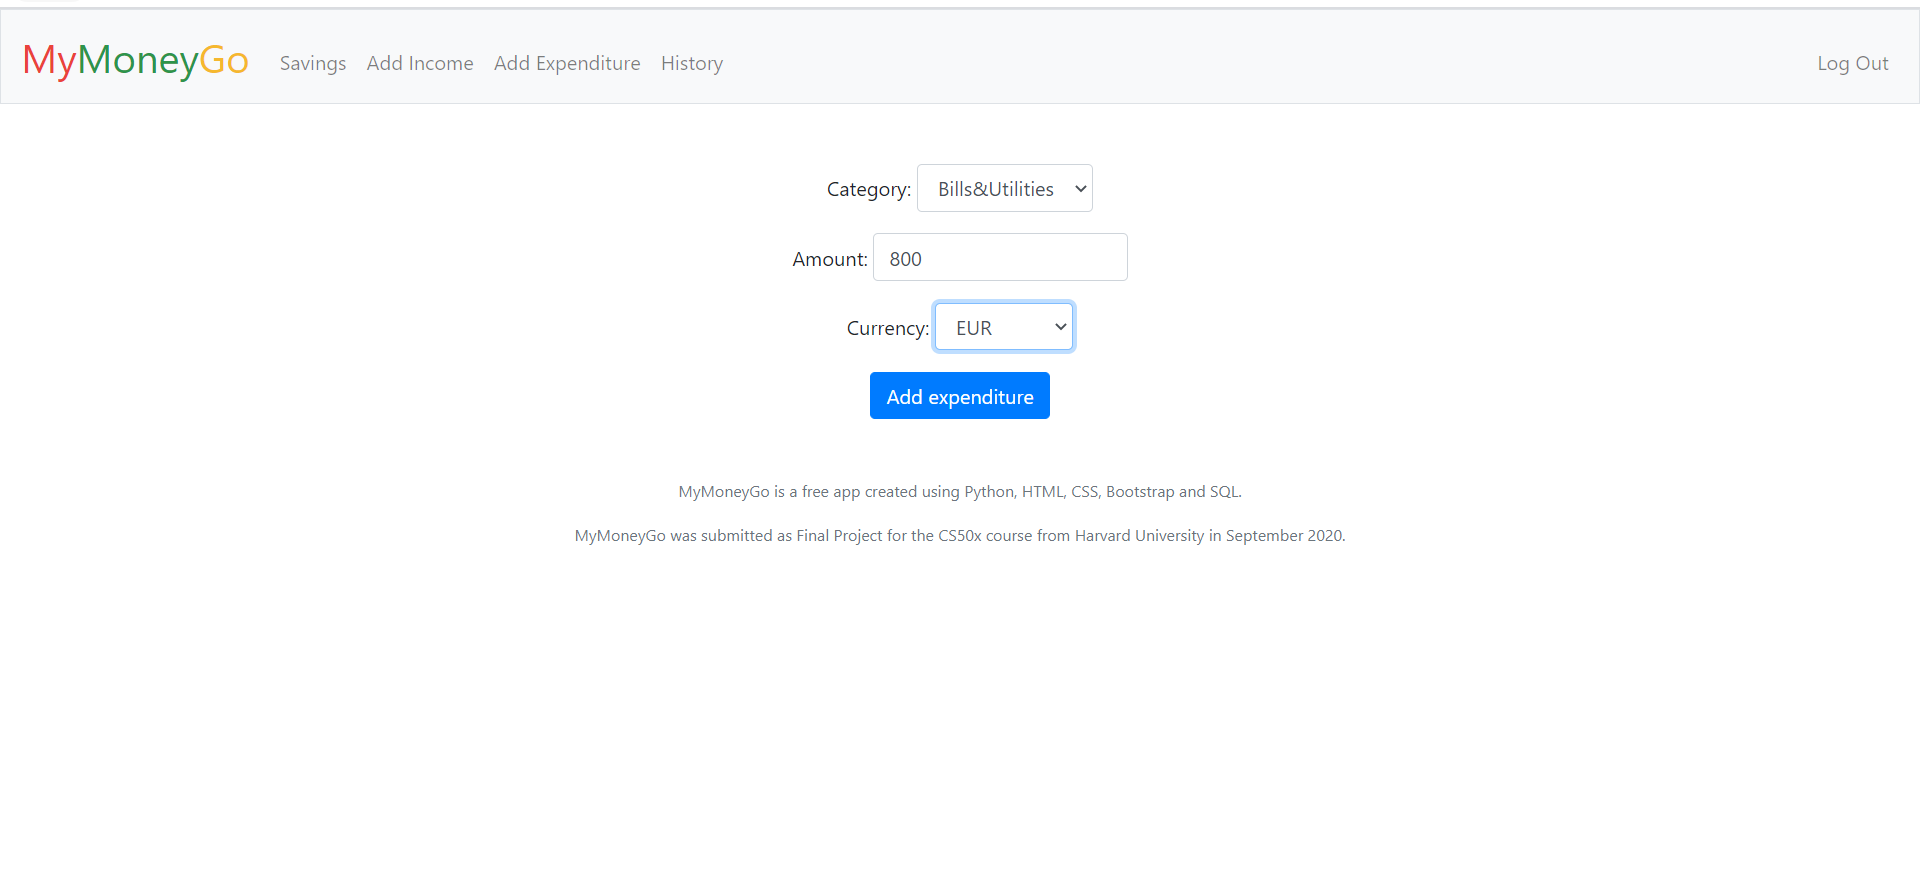 MyMoneyGo Savings Add Income Add Expenditure History Log Out
Category: Bills&Utilities
Amount: 800
Currency: EUR
Add expenditure
MyMoneyGo is a free app created using Python, HTML, CSS, Bootstrap and SQL.
MyMoneyGo was submitted as Final Project for the CS50x course from Harvard University in September 2020.